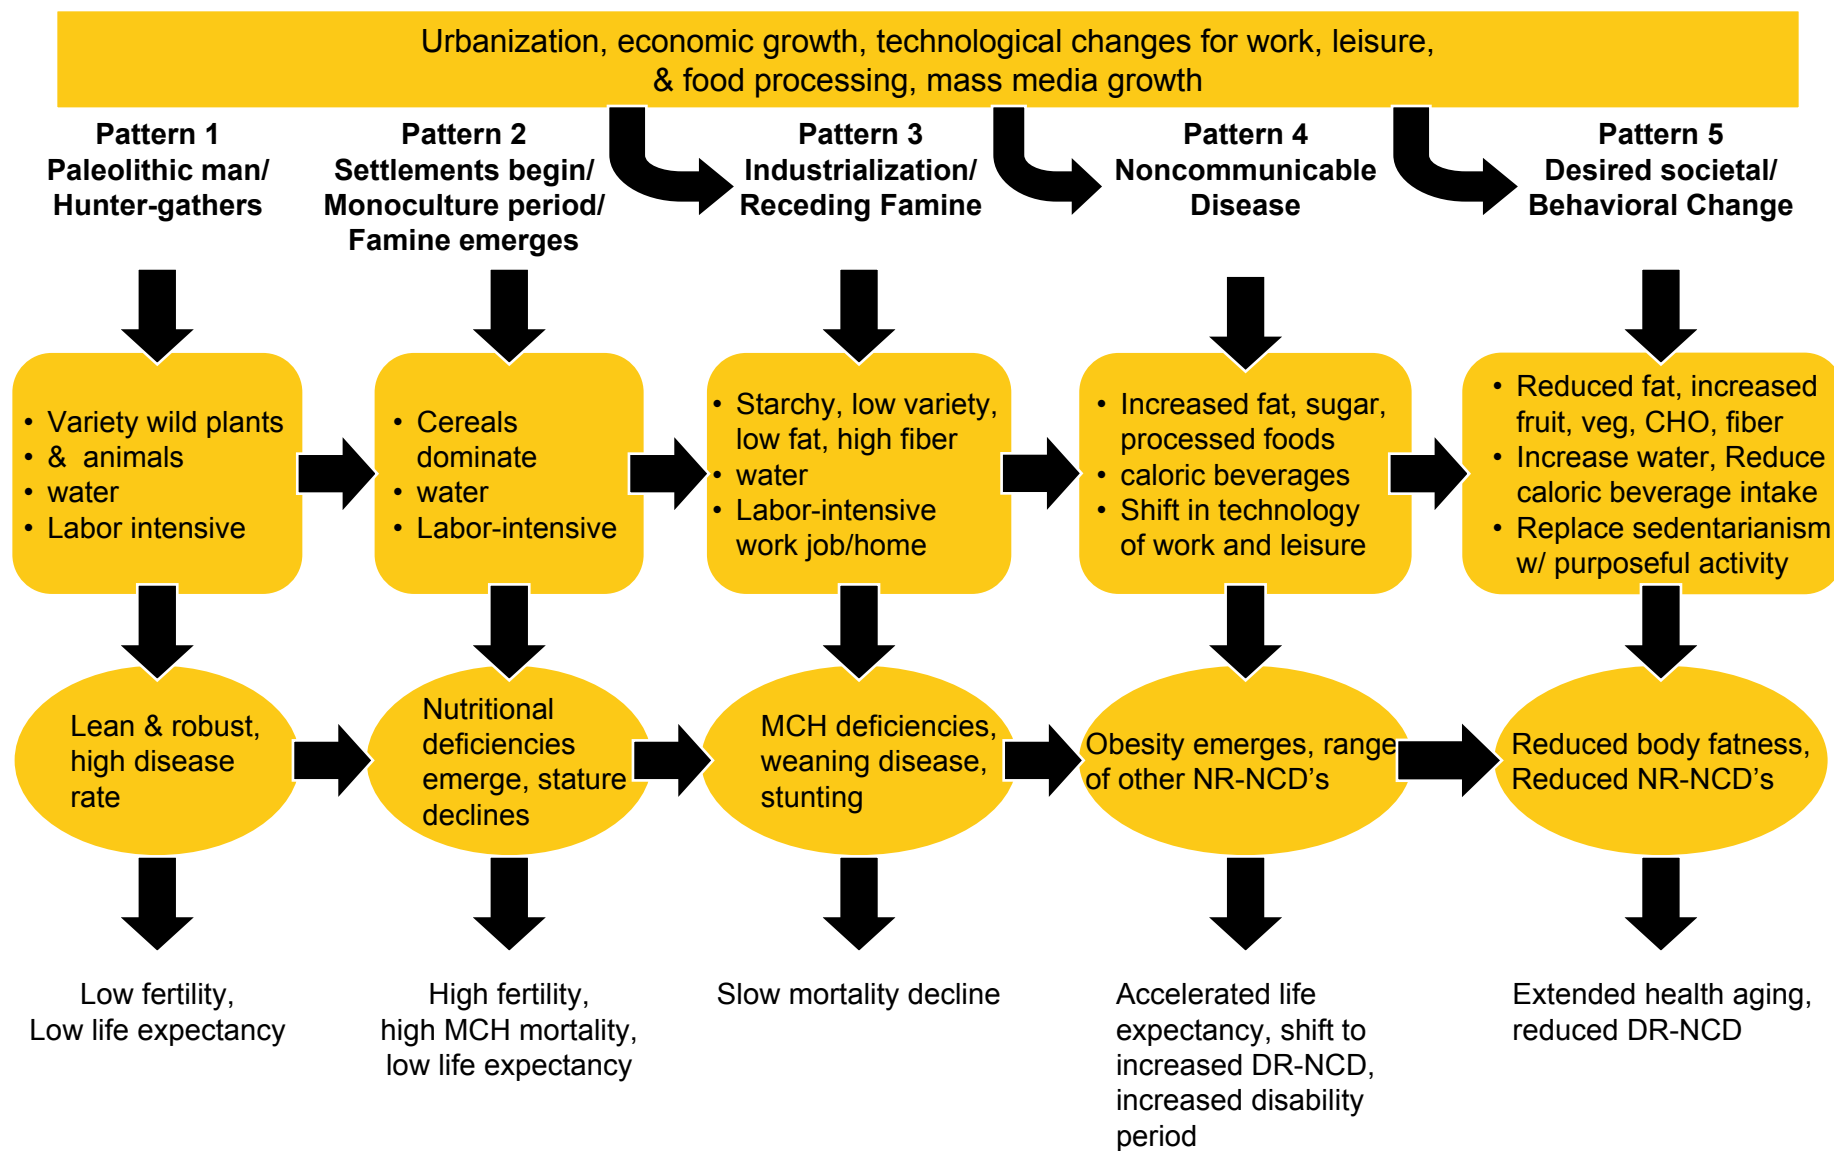 Urbanization, economic growth, technological changes for work, leisure,
& food processing, mass media growth
Pattern 1
Paleolithic man/
Hunter-gathers
Pattern 2
Settlements begin/
Monoculture period/
Famine emerges
Pattern 3
Industrialization/
Receding Famine
Pattern 4
Noncommunicable
Disease
Pattern 5
Desired societal/
Behavioral Change
• Variety wild plants
• & animals
• water
• Labor intensive
• Cereals
dominate
• water
• Labor-intensive
• Starchy, low variety,
low fat, high fiber
• water
• Labor-intensive
work job/home
• Increased fat, sugar,
processed foods
• caloric beverages
• Shift in technology
of work and leisure
• Reduced fat, increased
fruit, veg, CHO, fiber
• Increase water, Reduce
caloric beverage intake
• Replace sedentarianism
w/ purposeful activity
Lean & robust,
high disease
rate
Nutritional
deficiencies
emerge, stature
declines
MCH deficiencies,
weaning disease,
stunting
Obesity emerges, range
of other NR-NCD's
Reduced body fatness,
Reduced NR-NCD's
Low fertility,
Low life expectancy
High fertility,
high MCH mortality,
low life expectancy
Slow mortality decline
Accelerated life
expectancy, shift to
increased DR-NCD,
increased disability
period
Extended health aging,
reduced DR-NCD